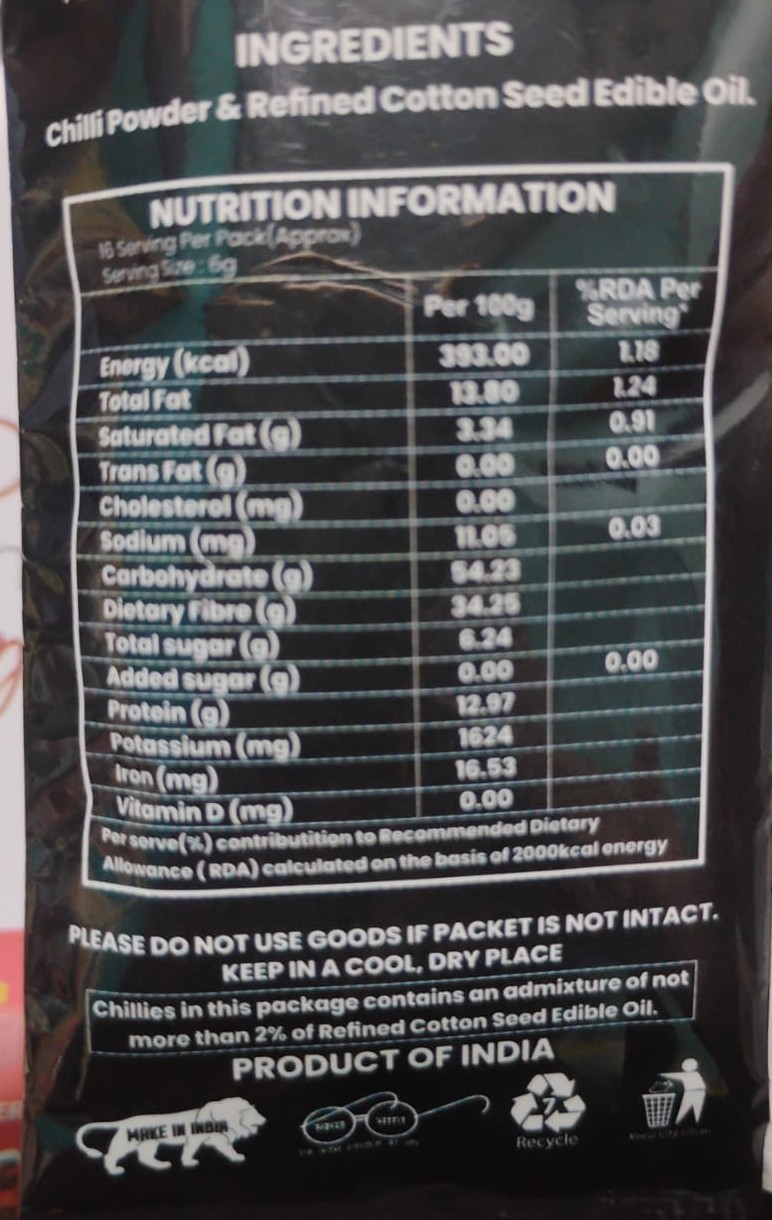 INGREDIENTS
Chilli Powder & Refined Cotton Seed Edible Oil.
NUTRITION INFORMATION
16 Serving Per Pack(Approx)
Serving Size : 6g
Per 100g %RDA Per Serving*
Energy (kcal) 393.00 1.18
Total Fat 13.80 1.24
Saturated Fat (g) 3.34 0.91
Trans Fat (g) 0.00 0.00
Cholesterol (mg) 0.00
Sodium (mg) 11.05 0.03
Carbohydrate (g) 54.23
Dietary Fibre (g) 34.25
Total sugar (g) 6.24
Added sugar (g) 0.00 0.00
Protein (g) 12.97
Potassium (mg) 1624
Iron (mg) 16.53
Vitamin D (mg) 0.00
Per serve(%) contributition to Recommended Dietary
Allowance ( RDA) calculated on the basis of 2000kcal energy
PLEASE DO NOT USE GOODS IF PACKET IS NOT INTACT.
KEEP IN A COOL, DRY PLACE
Chillies in this package contains an admixture of not
more than 2% of Refined Cotton Seed Edible Oil.
PRODUCT OF INDIA
MAKE IN INDIA
7
Recycle